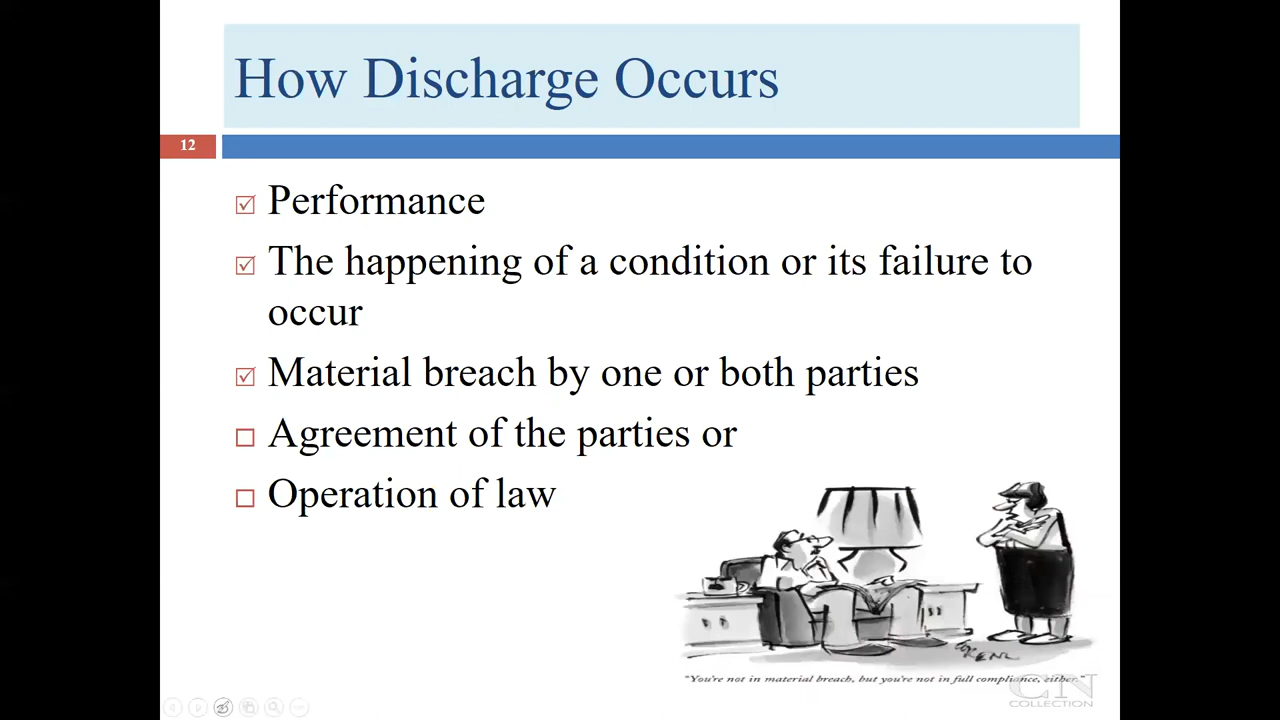 How Discharge Occurs
12
Performance
The happening of a condition or its failure to
occur
Material breach by one or both parties
Agreement of the parties or
Operation of law
"You're not in material breach, but you're not in full compliance, either."
CN
COLLECTION